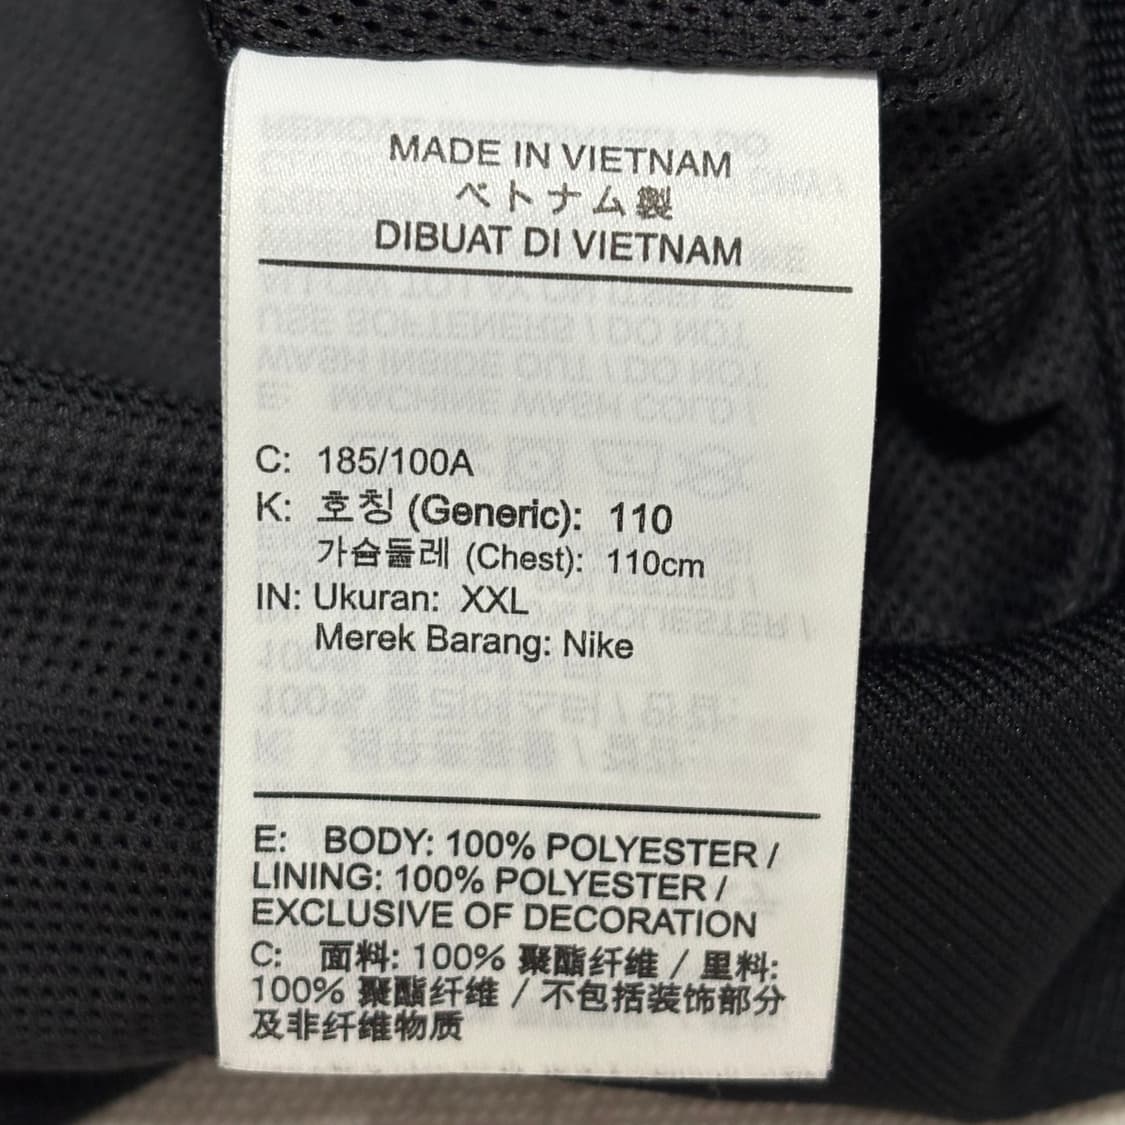 MADE IN VIETNAM
ベトナム製
DIBUAT DI VIETNAM
C: 185/100A
K: 호칭 (Generic): 110
가슴둘레 (Chest): 110cm
IN: Ukuran: XXL
Merek Barang: Nike
E: BODY: 100% POLYESTER /
LINING: 100% POLYESTER /
EXCLUSIVE OF DECORATION
C: 面料: 100% 聚酯纤维 / 里料:
100% 聚酯纤维 / 不包括装饰部分
及非纤维物质